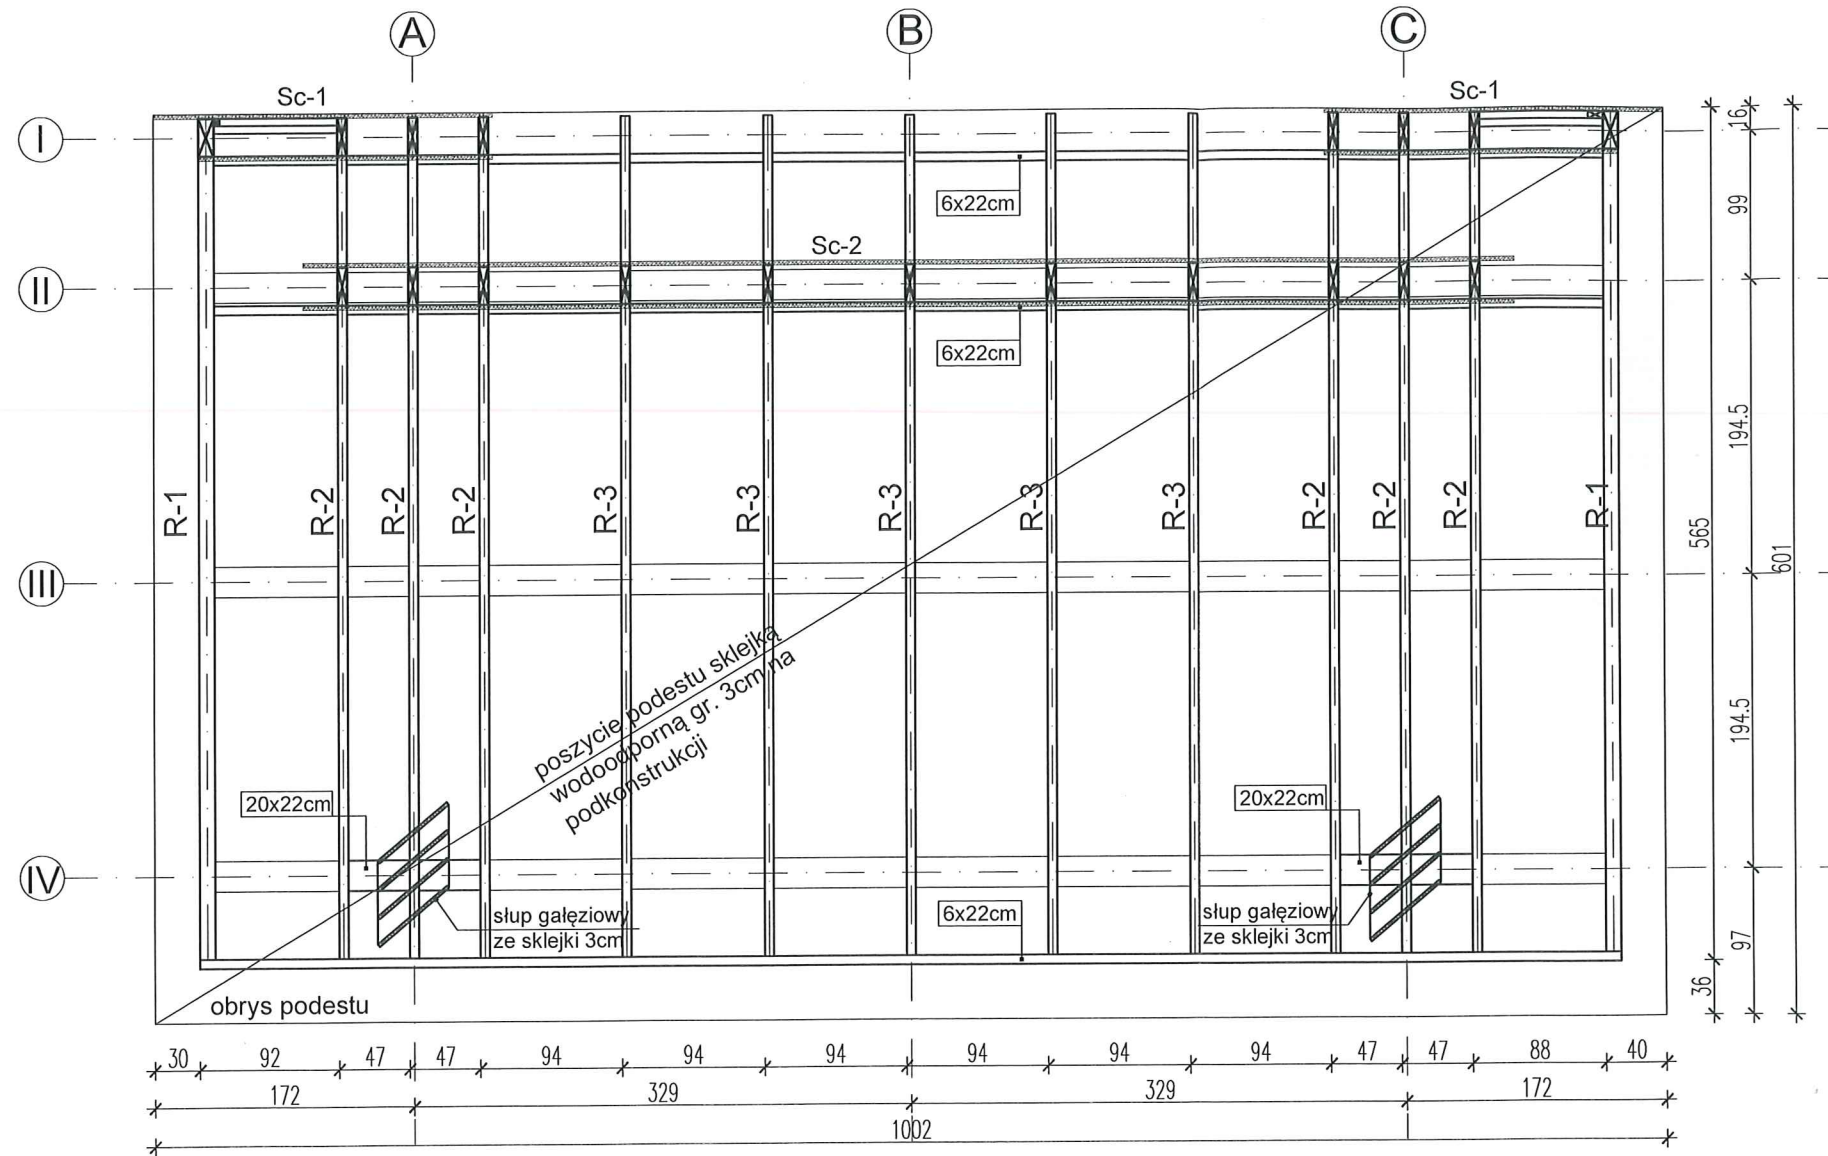 A
B
C
Sc-1
Sc-1
I
16
6x22cm
99
Sc-2
II
6x22cm
194.5
R-1
R-2
R-2
R-2
R-3
R-3
R-3
R-3
R-3
R-2
R-2
R-2
R-1
565
601
III
poszycie podestu sklejką
wodoodporną gr. 3cm na
podkonstrukcji
194.5
20x22cm
20x22cm
IV
słup gałęziowy
ze sklejki 3cm
6x22cm
słup gałęziowy
ze sklejki 3cm
97
36
obrys podestu
30 92 47 47 94 94 94 94 94 94 47 47 88 40
172 329 329 172
1002